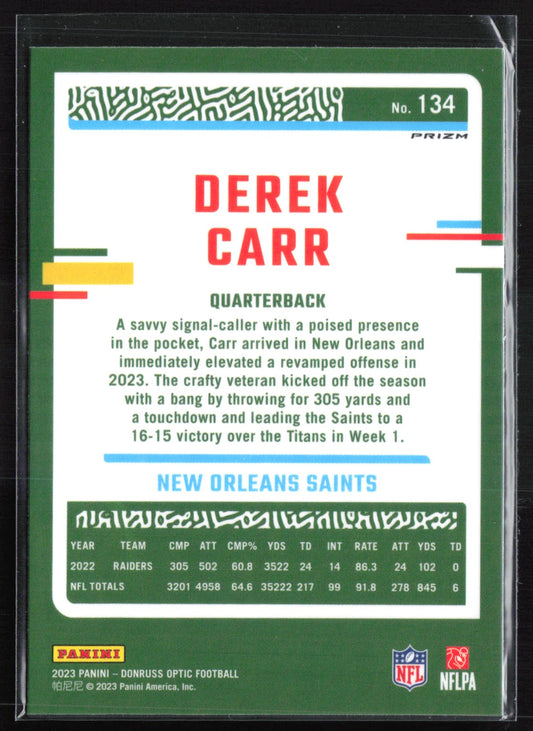 No. 134
PRIZM
DEREK
CARR
QUARTERBACK
A savvy signal-caller with a poised presence
in the pocket, Carr arrived in New Orleans and
immediately elevated a revamped offense in
2023. The crafty veteran kicked off the season
with a bang by throwing for 305 yards and
a touchdown and leading the Saints to a
16-15 victory over the Titans in Week 1.
NEW ORLEANS SAINTS
YEAR TEAM CMP ATT CMP% YDS TD INT RATE ATT YDS TD
2022 RAIDERS 305 502 60.8 3522 24 14 86.3 24 102 0
NFL TOTALS 3201 4958 64.6 35222 217 99 91.8 278 845 6
PANINI
2023 PANINI – DONRUSS OPTIC FOOTBALL
帕尼尼 © 2023 Panini America, Inc.
NFL
NFLPA